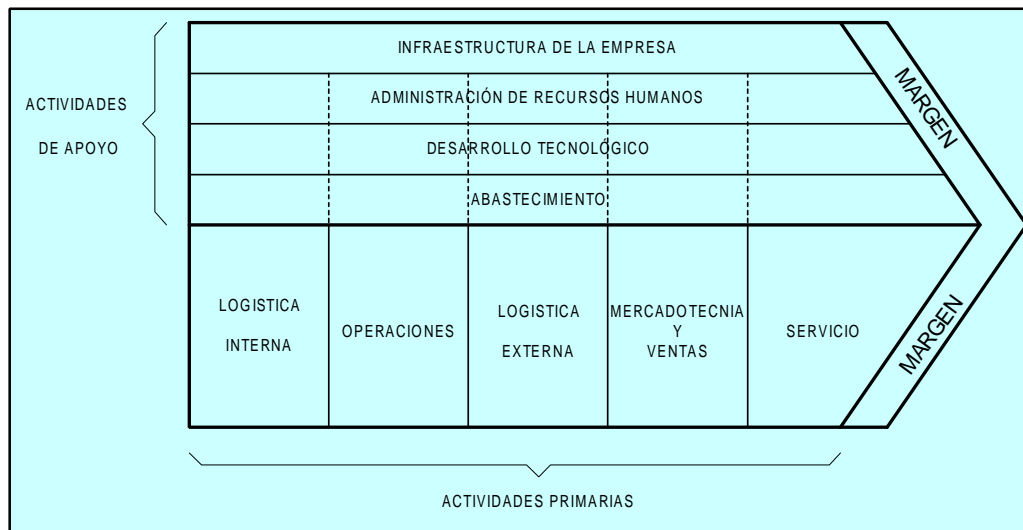 INFRAESTRUCTURA DE LA EMPRESA
ADMINISTRACIÓN DE RECURSOS HUMANOS
DESARROLLO TECNOLÓGICO
ABASTECIMIENTO
ACTIVIDADES
DE APOYO
MARGEN
LOGISTICA
INTERNA
OPERACIONES
LOGISTICA
EXTERNA
MERCADOTECNIA
Y
VENTAS
SERVICIO
MARGEN
ACTIVIDADES PRIMARIAS